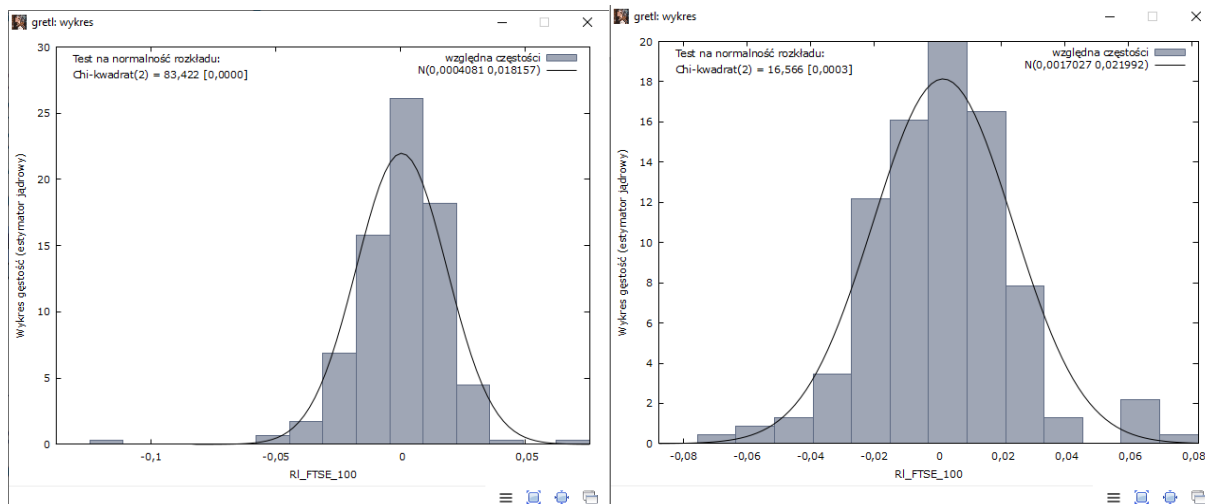 gretl: wykres
30
25
20
15
10
5
0
Wykres gęstość (estymator jądrowy)
Test na normalność rozkładu:
Chi-kwadrat(2) = 83,422 [0,0000]
względna częstości
N(0,0004081 0,018157)
-0,1
-0,05
0
0,05
Rl_FTSE_100
gretl: wykres
20
18
16
14
12
10
8
6
4
2
0
Wykres gęstość (estymator jądrowy)
Test na normalność rozkładu:
Chi-kwadrat(2) = 16,566 [0,0003]
względna częstości
N(0,0017027 0,021992)
-0,08
-0,06
-0,04
-0,02
0
0,02
0,04
0,06
0,08
Rl_FTSE_100